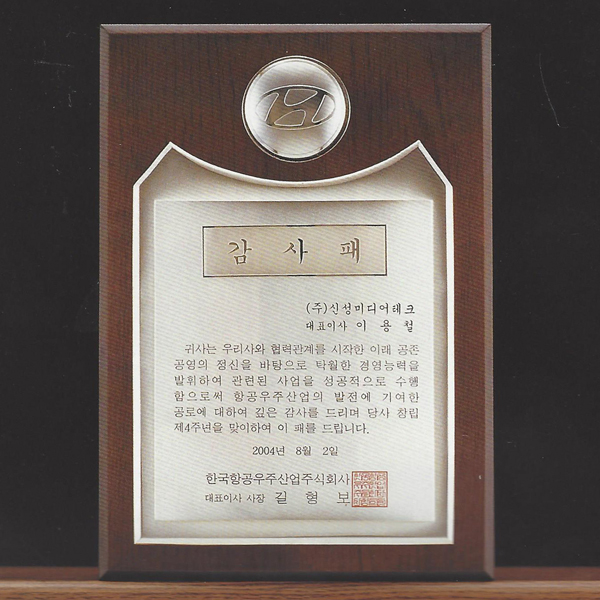 감사패
(주)신성미디어테크
대표이사 이용철
귀사는 우리사와 협력관계를 시작한 이래 공존
공영의 정신을 바탕으로 탁월한 경영능력을
발휘하여 관련된 사업을 성공적으로 수행
함으로써 항공우주산업의 발전에 기여한
공로에 대하여 깊은 감사를 드리며 당사 창립
제4주년을 맞이하여 이 패를 드립니다.
2004년 8월 2일
한국항공우주산업주식회사
대표이사 사장 길형보